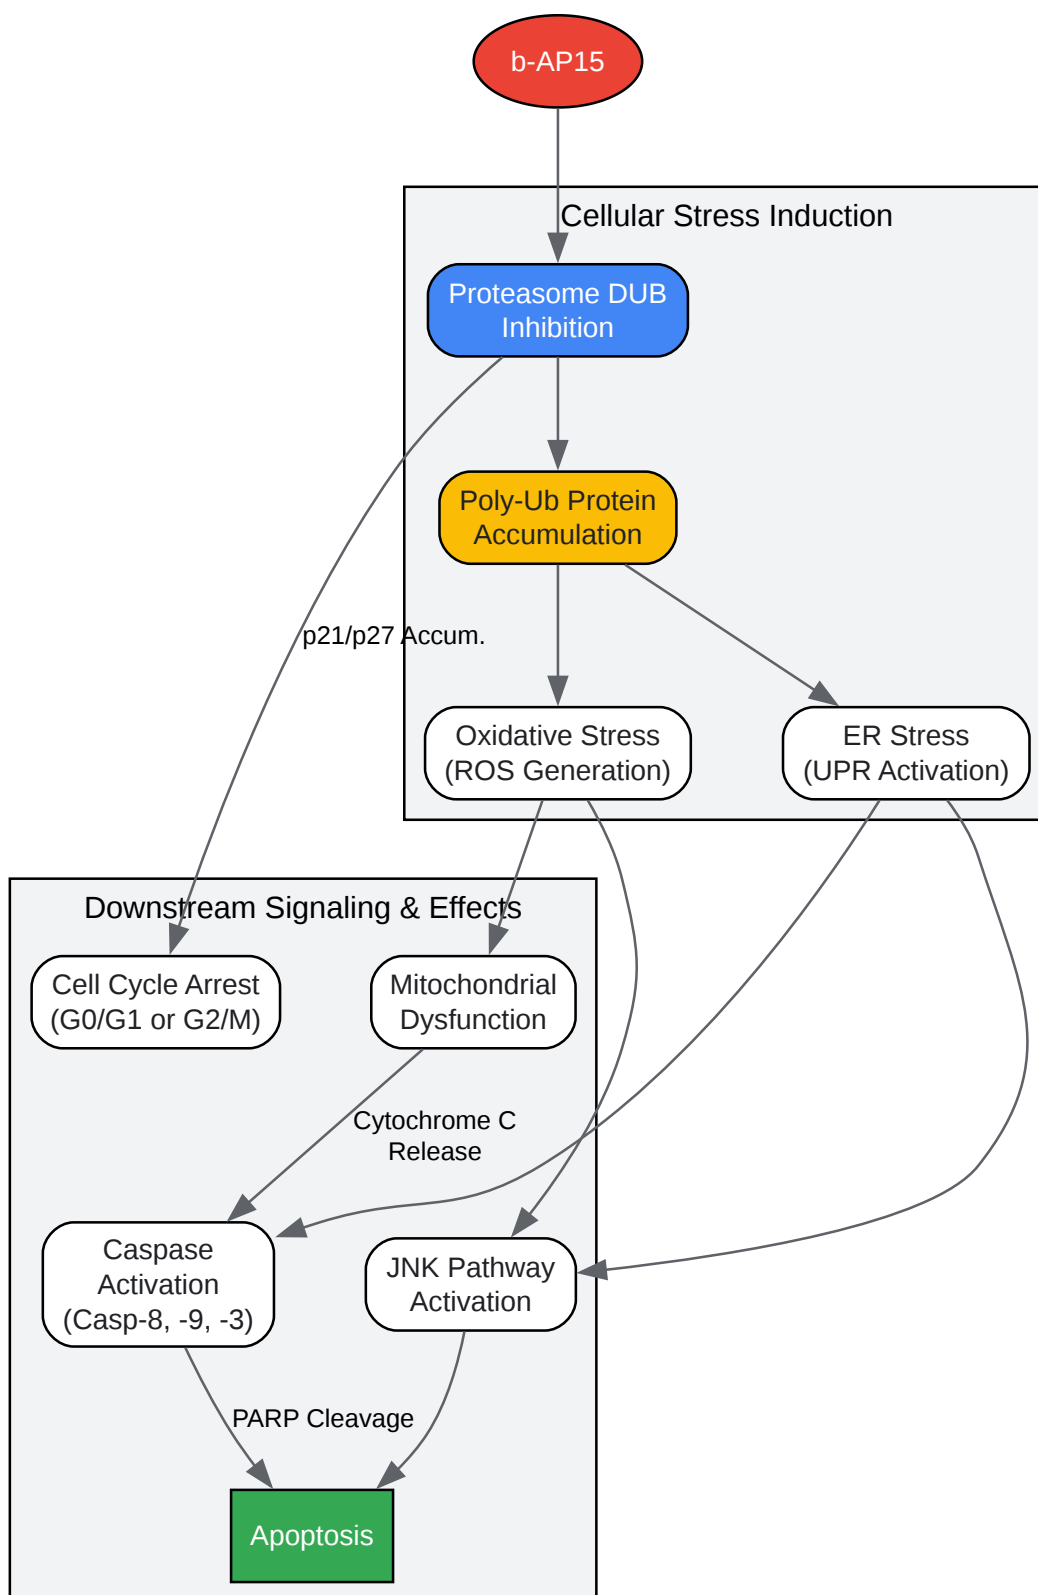 b-AP15
Cellular Stress Induction
Proteasome DUB
Inhibition
Poly-Ub Protein
Accumulation
p21/p27 Accum.
Oxidative Stress
(ROS Generation)
ER Stress
(UPR Activation)
Downstream Signaling & Effects
Cell Cycle Arrest
(G0/G1 or G2/M)
Mitochondrial
Dysfunction
Cytochrome C
Release
Caspase
Activation
(Casp-8, -9, -3)
JNK Pathway
Activation
PARP Cleavage
Apoptosis